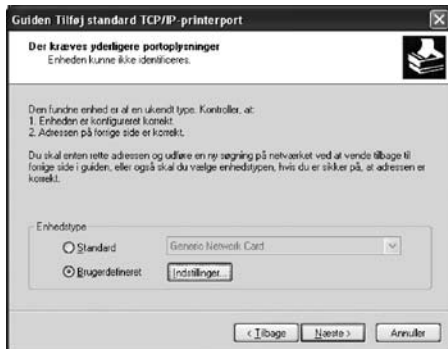 Guiden Tilføj standard TCP/IP-printerport
Der kræves yderligere portoplysninger
Enheden kunne ikke identificeres.
Den fundne enhed er af en ukendt type. Kontroller, at:
1. Enheden er konfigureret korrekt.
2. Adressen på forrige side er korrekt.
Du skal enten rette adressen og udføre en ny søgning på netværket ved at vende tilbage til
forrige side i guiden, eller også skal du vælge enhedstypen, hvis du er sikker på, at adressen er
korrekt.
Enhedstype
Standard
Generic Network Card
Brugerdefineret
Indstillinger...
< Tilbage
Næste >
Annuller